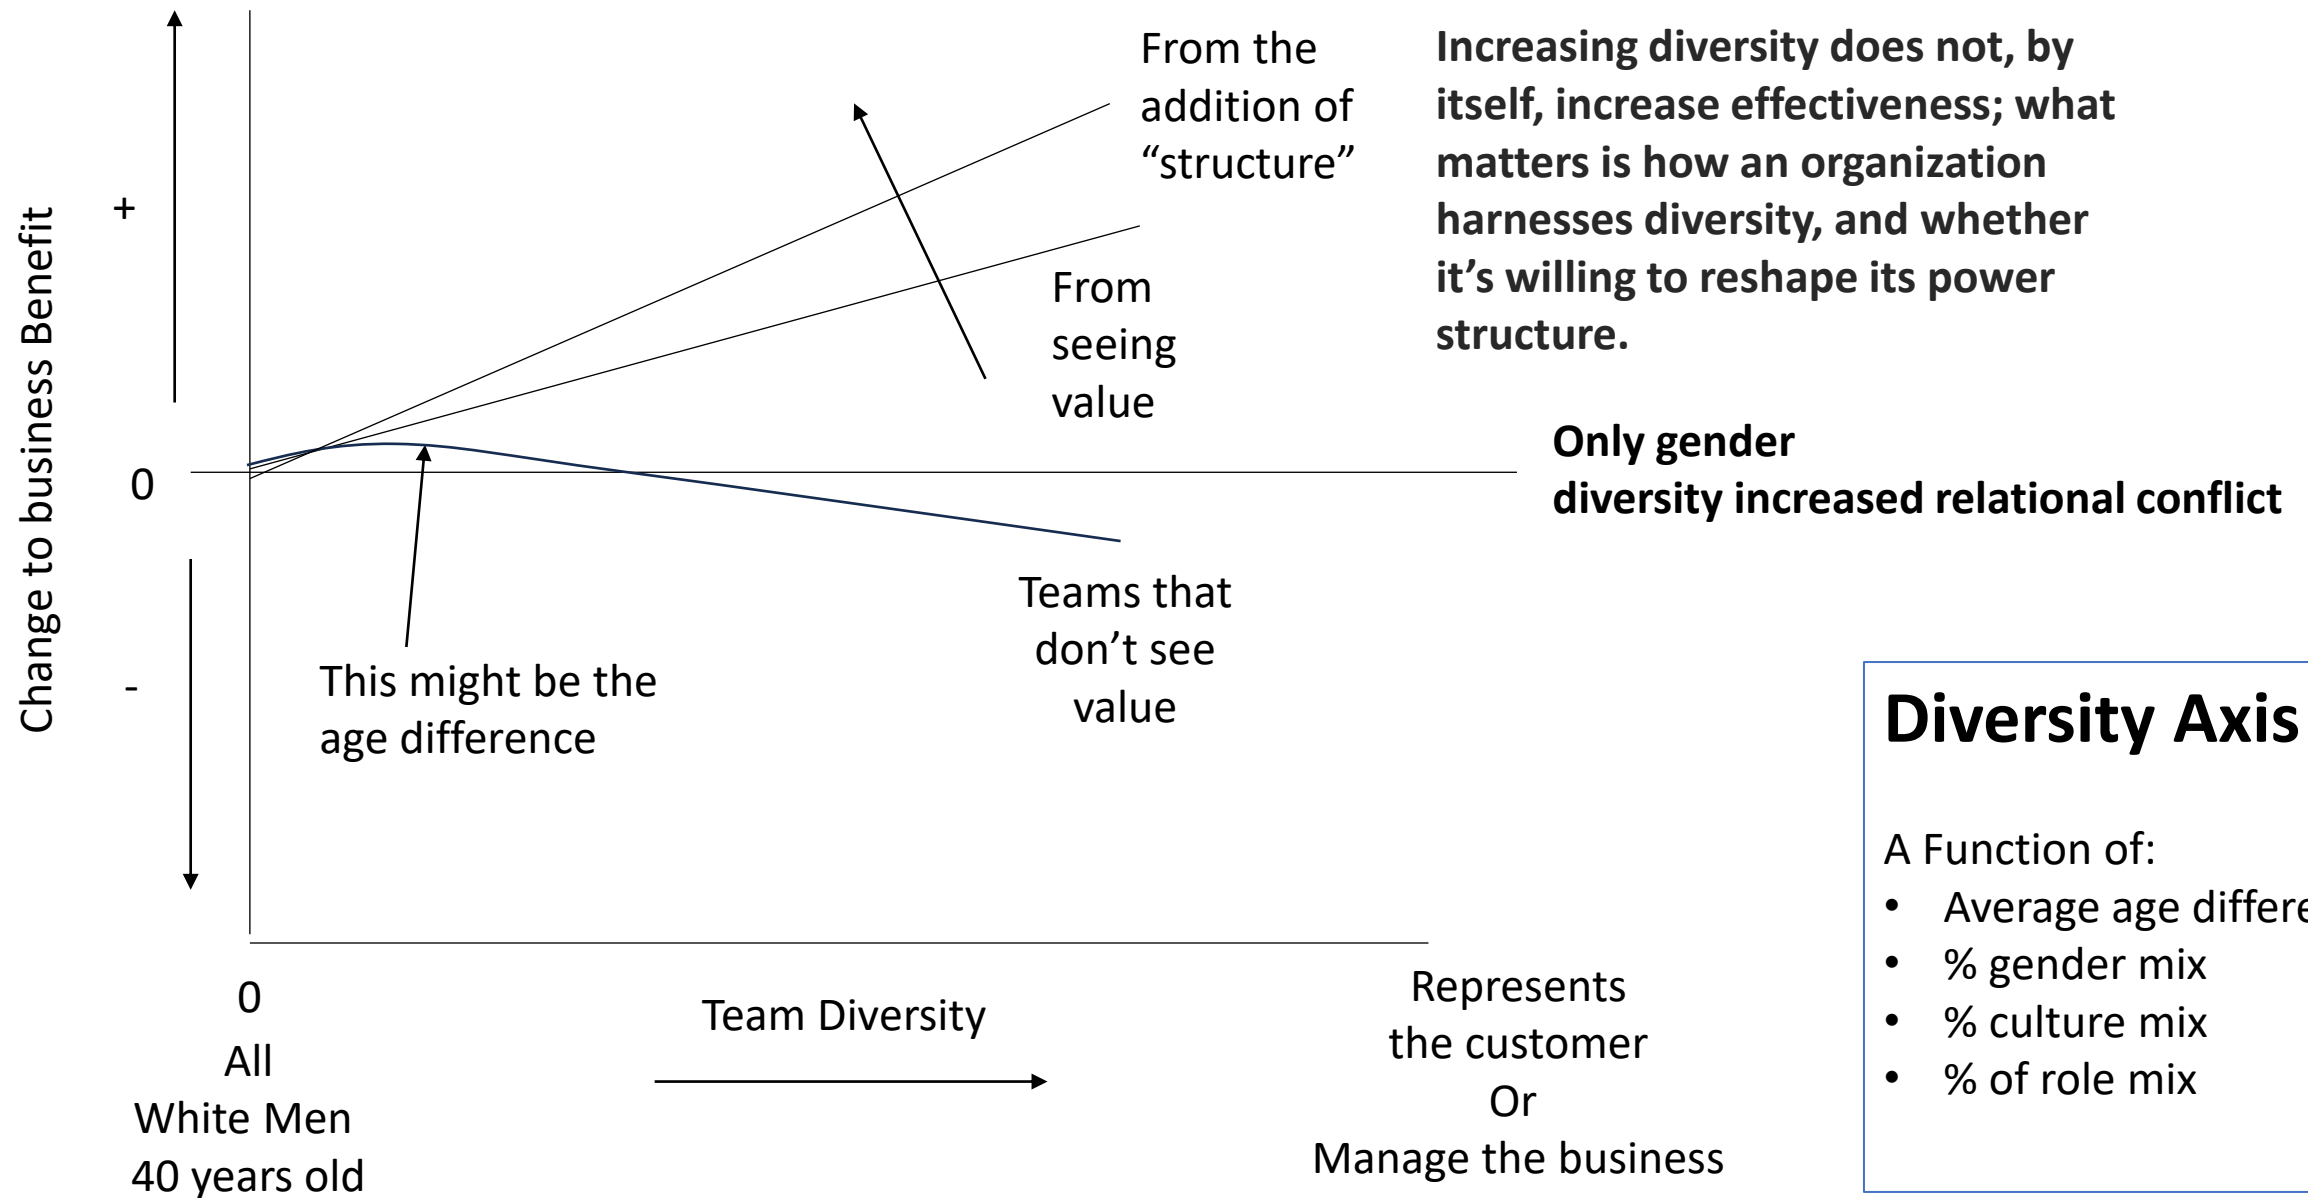 Change to business Benefit
+
0
-
From the
addition of
“structure”
From
seeing
value
Increasing diversity does not, by
itself, increase effectiveness; what
matters is how an organization
harnesses diversity, and whether
it’s willing to reshape its power
structure.
Only gender
diversity increased relational conflict
This might be the
age difference
Teams that
don’t see
value
Diversity Axis
A Function of:
• Average age differe
• % gender mix
• % culture mix
• % of role mix
0
All
White Men
40 years old
Team Diversity
Represents
the customer
Or
Manage the business